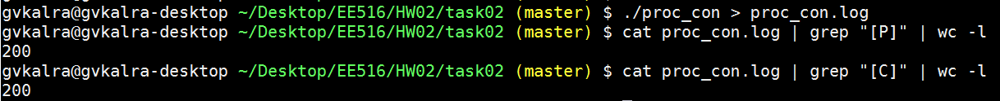 gvkalra@gvkalra-desktop ~/Desktop/EE516/HW02/task02 (master) $ ./proc_con > proc_con.log
gvkalra@gvkalra-desktop ~/Desktop/EE516/HW02/task02 (master) $ cat proc_con.log | grep "[P]" | wc -l
200
gvkalra@gvkalra-desktop ~/Desktop/EE516/HW02/task02 (master) $ cat proc_con.log | grep "[C]" | wc -l
200